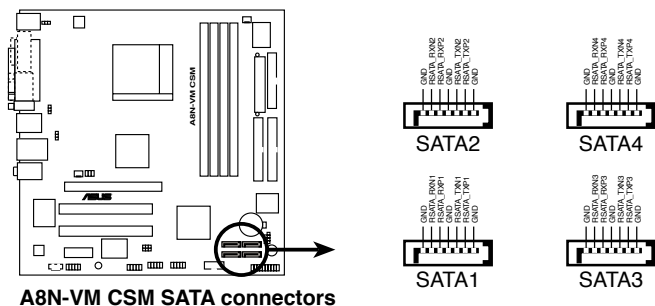 A8N-VM CSM
/ISUS
GND
RSATA_RXN2
RSATA_RXP2
GND
RSATA_TXN2
RSATA_TXP2
GND
SATA2
GND
RSATA_RXN4
RSATA_RXP4
GND
RSATA_TXN4
RSATA_TXP4
GND
SATA4
GND
RSATA_RXN1
RSATA_RXP1
GND
RSATA_TXN1
RSATA_TXP1
GND
SATA1
GND
RSATA_RXN3
RSATA_RXP3
GND
RSATA_TXN3
RSATA_TXP3
GND
SATA3
A8N-VM CSM SATA connectors